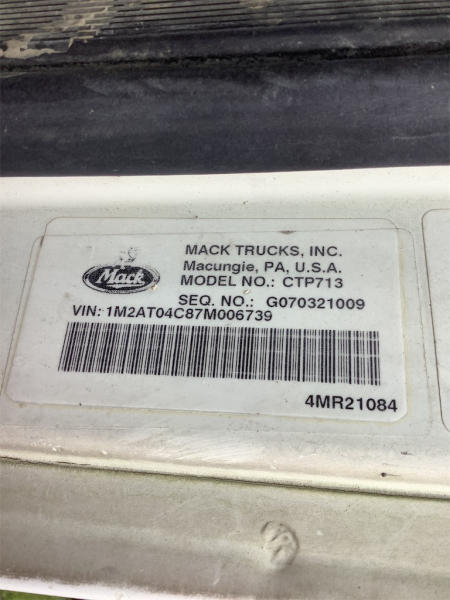 Mack
MACK TRUCKS, INC.
Macungie, PA, U.S.A.
MODEL NO.: CTP713
SEQ. NO.: G070321009
VIN: 1M2AT04C87M006739
4MR21084